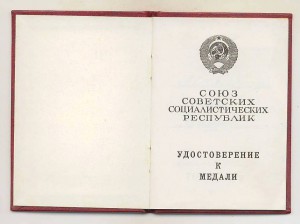 СОЮЗ
СОВЕТСКИХ
СОЦИАЛИСТИЧЕСКИХ
РЕСПУБЛИК
УДОСТОВЕРЕНИЕ
К
МЕДАЛИ